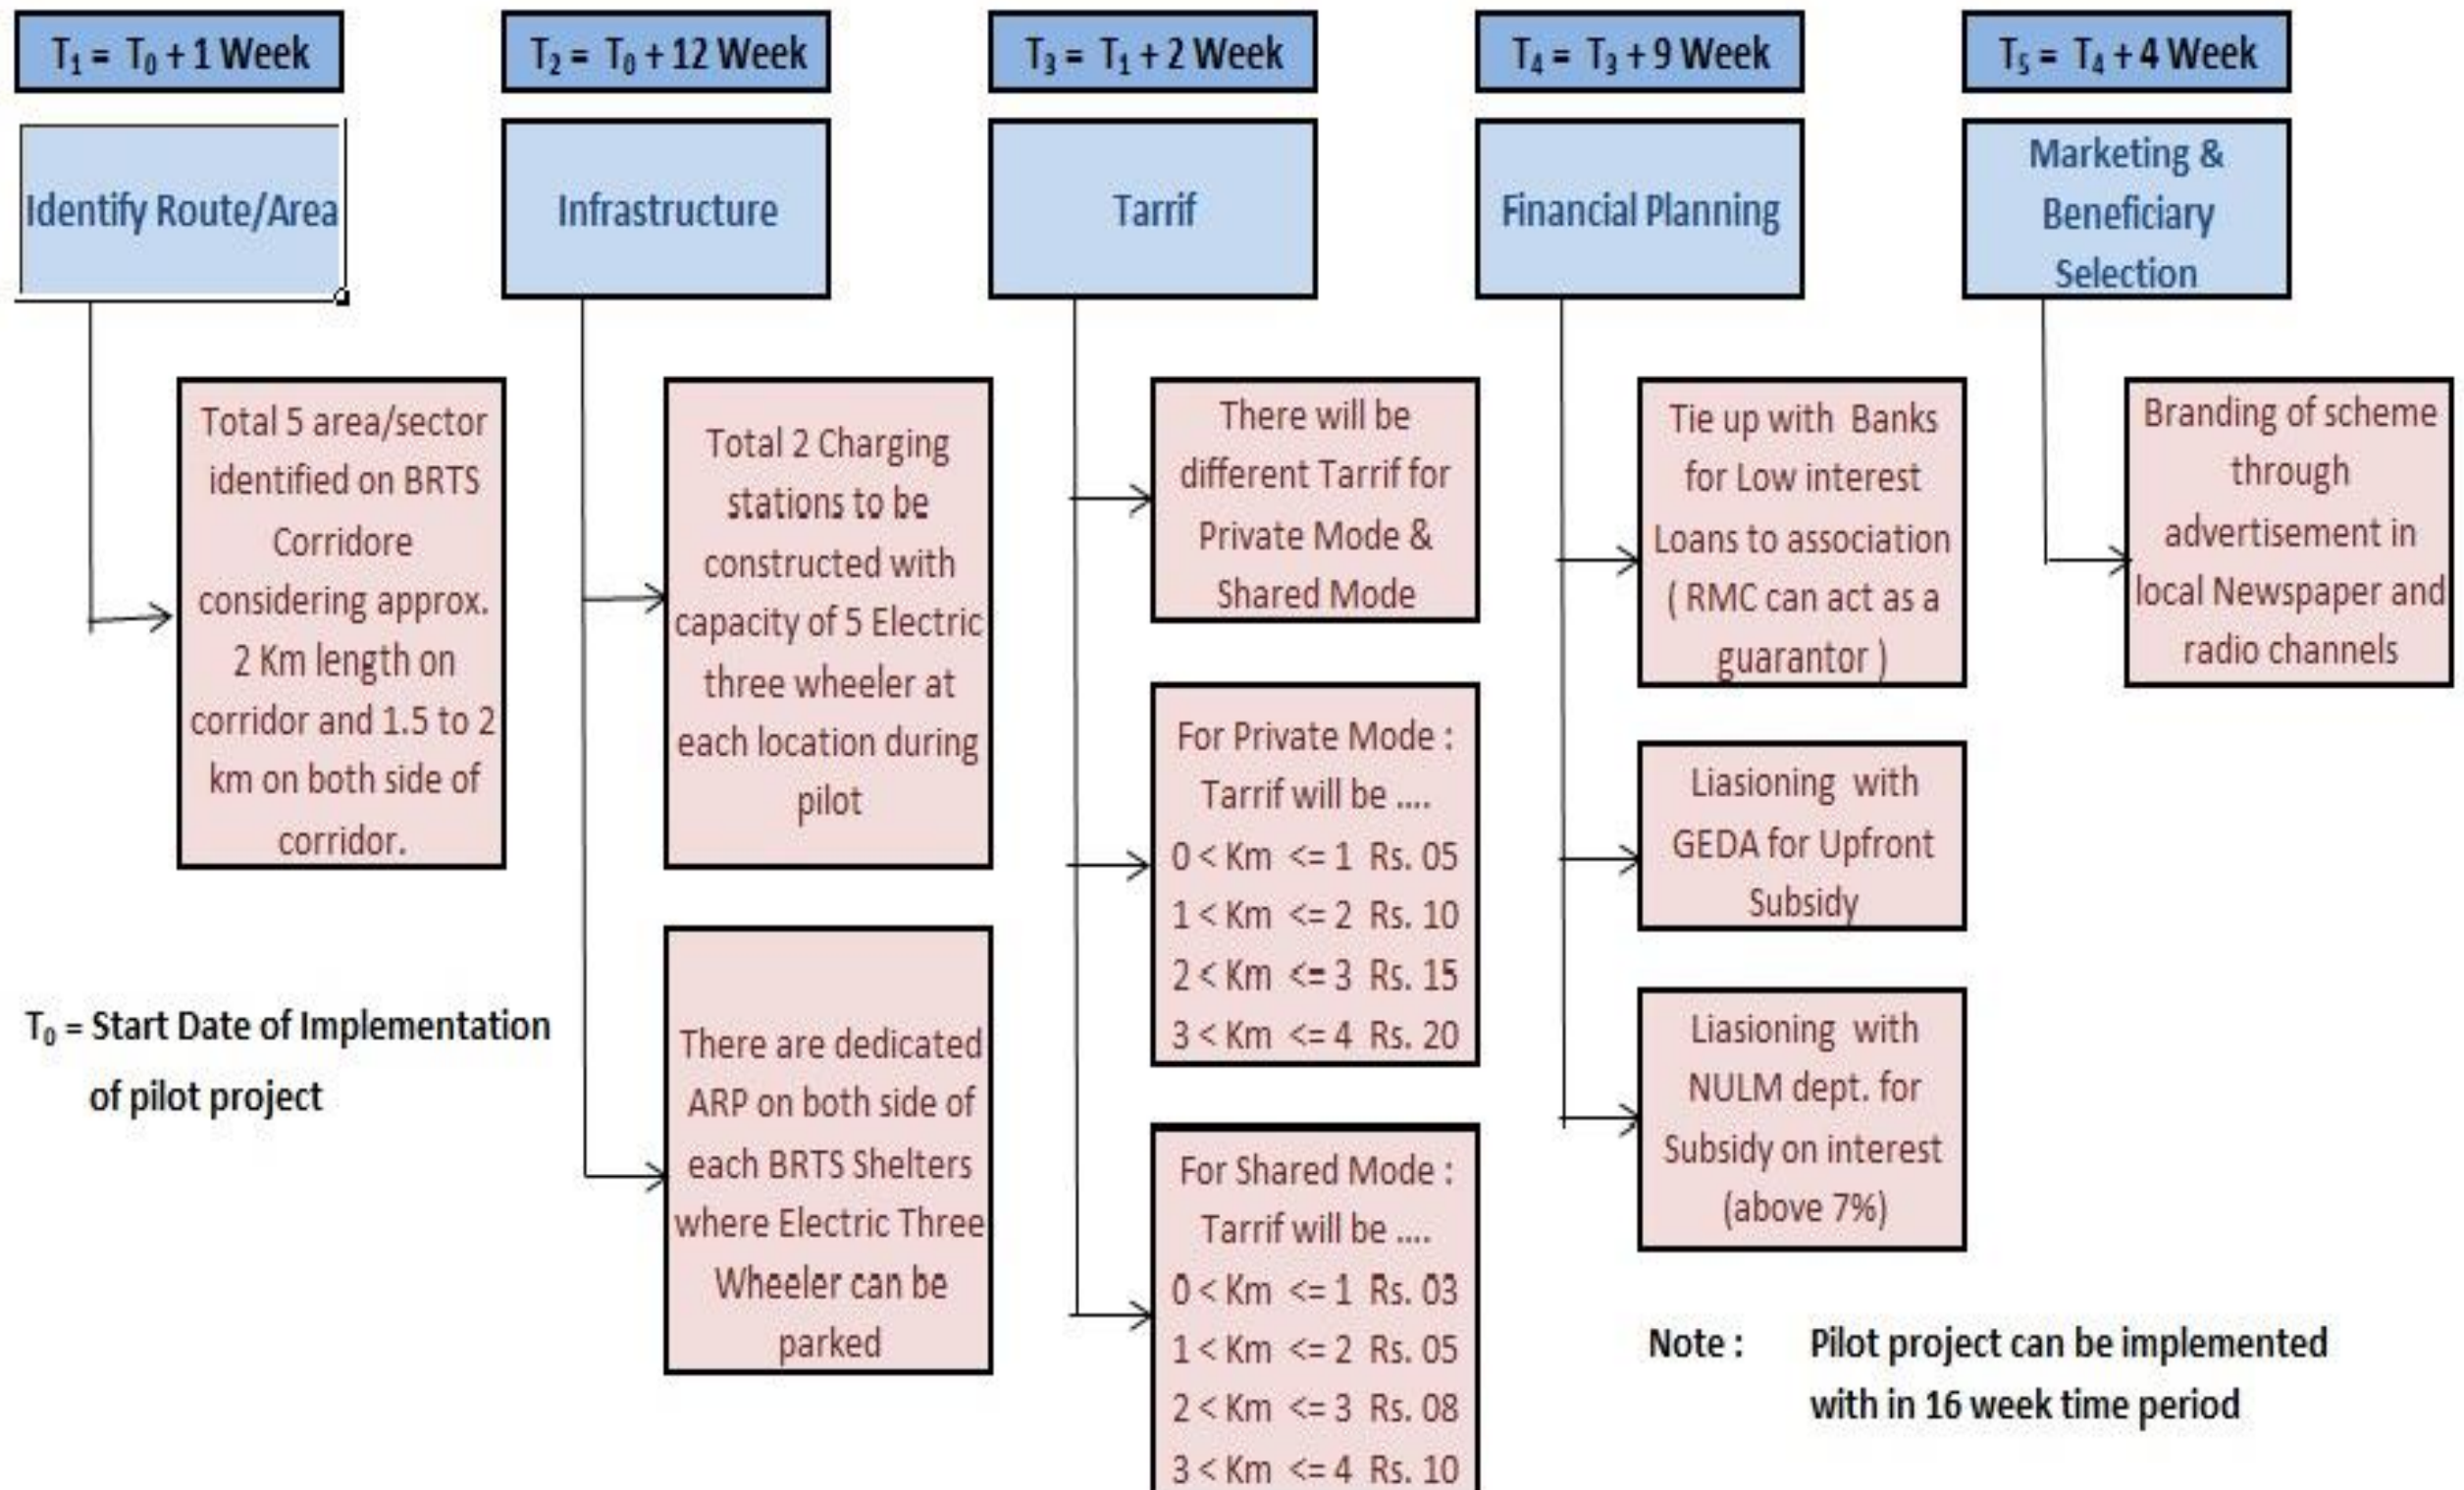 T₁ = T₀ + 1 Week
Identify Route/Area
Total 5 area/sector
identified on BRTS
Corridore
considering approx.
2 Km length on
corridor and 1.5 to 2
km on both side of
corridor.
T₀ = Start Date of Implementation
of pilot project
T₂ = T₀ + 12 Week
Infrastructure
Total 2 Charging
stations to be
constructed with
capacity of 5 Electric
three wheeler at
each location during
pilot
There are dedicated
ARP on both side of
each BRTS Shelters
where Electric Three
Wheeler can be
parked
T₃ = T₁ + 2 Week
Tarrif
There will be
different Tarrif for
Private Mode &
Shared Mode
For Private Mode :
Tarrif will be ....
0 < Km <= 1 Rs. 05
1 < Km <= 2 Rs. 10
2 < Km <= 3 Rs. 15
3 < Km <= 4 Rs. 20
For Shared Mode :
Tarrif will be ....
0 < Km <= 1 Rs. 03
1 < Km <= 2 Rs. 05
2 < Km <= 3 Rs. 08
3 < Km <= 4 Rs. 10
T₄ = T₃ + 9 Week
Financial Planning
Tie up with Banks
for Low interest
Loans to association
( RMC can act as a
guarantor )
Liasioning with
GEDA for Upfront
Subsidy
Liasioning with
NULM dept. for
Subsidy on interest
(above 7%)
T₅ = T₄ + 4 Week
Marketing &
Beneficiary
Selection
Branding of scheme
through
advertisement in
local Newspaper and
radio channels
Note : Pilot project can be implemented
with in 16 week time period